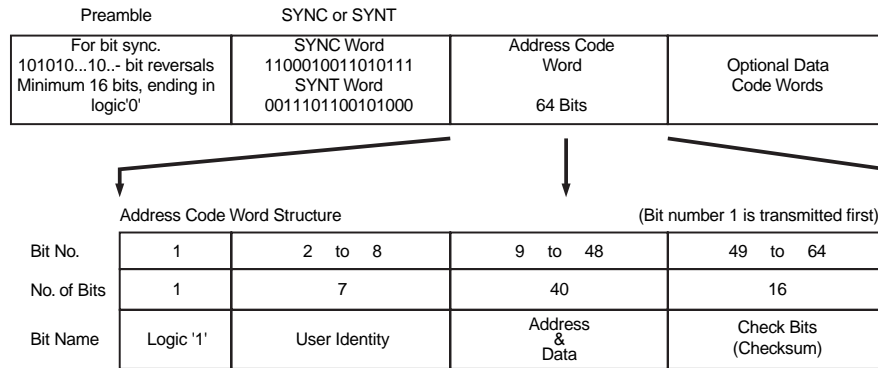 Preamble SYNC or SYNT
For bit sync.
101010...10..- bit reversals
Minimum 16 bits, ending in
logic'0'
SYNC Word
1100010011010111
SYNT Word
0011101100101000
Address Code
Word
64 Bits
Optional Data
Code Words
Address Code Word Structure (Bit number 1 is transmitted first)
Bit No. 1 2 to 8 9 to 48 49 to 64
No. of Bits 1 7 40 16
Bit Name Logic '1' User Identity
Address
&
Data
Check Bits
(Checksum)